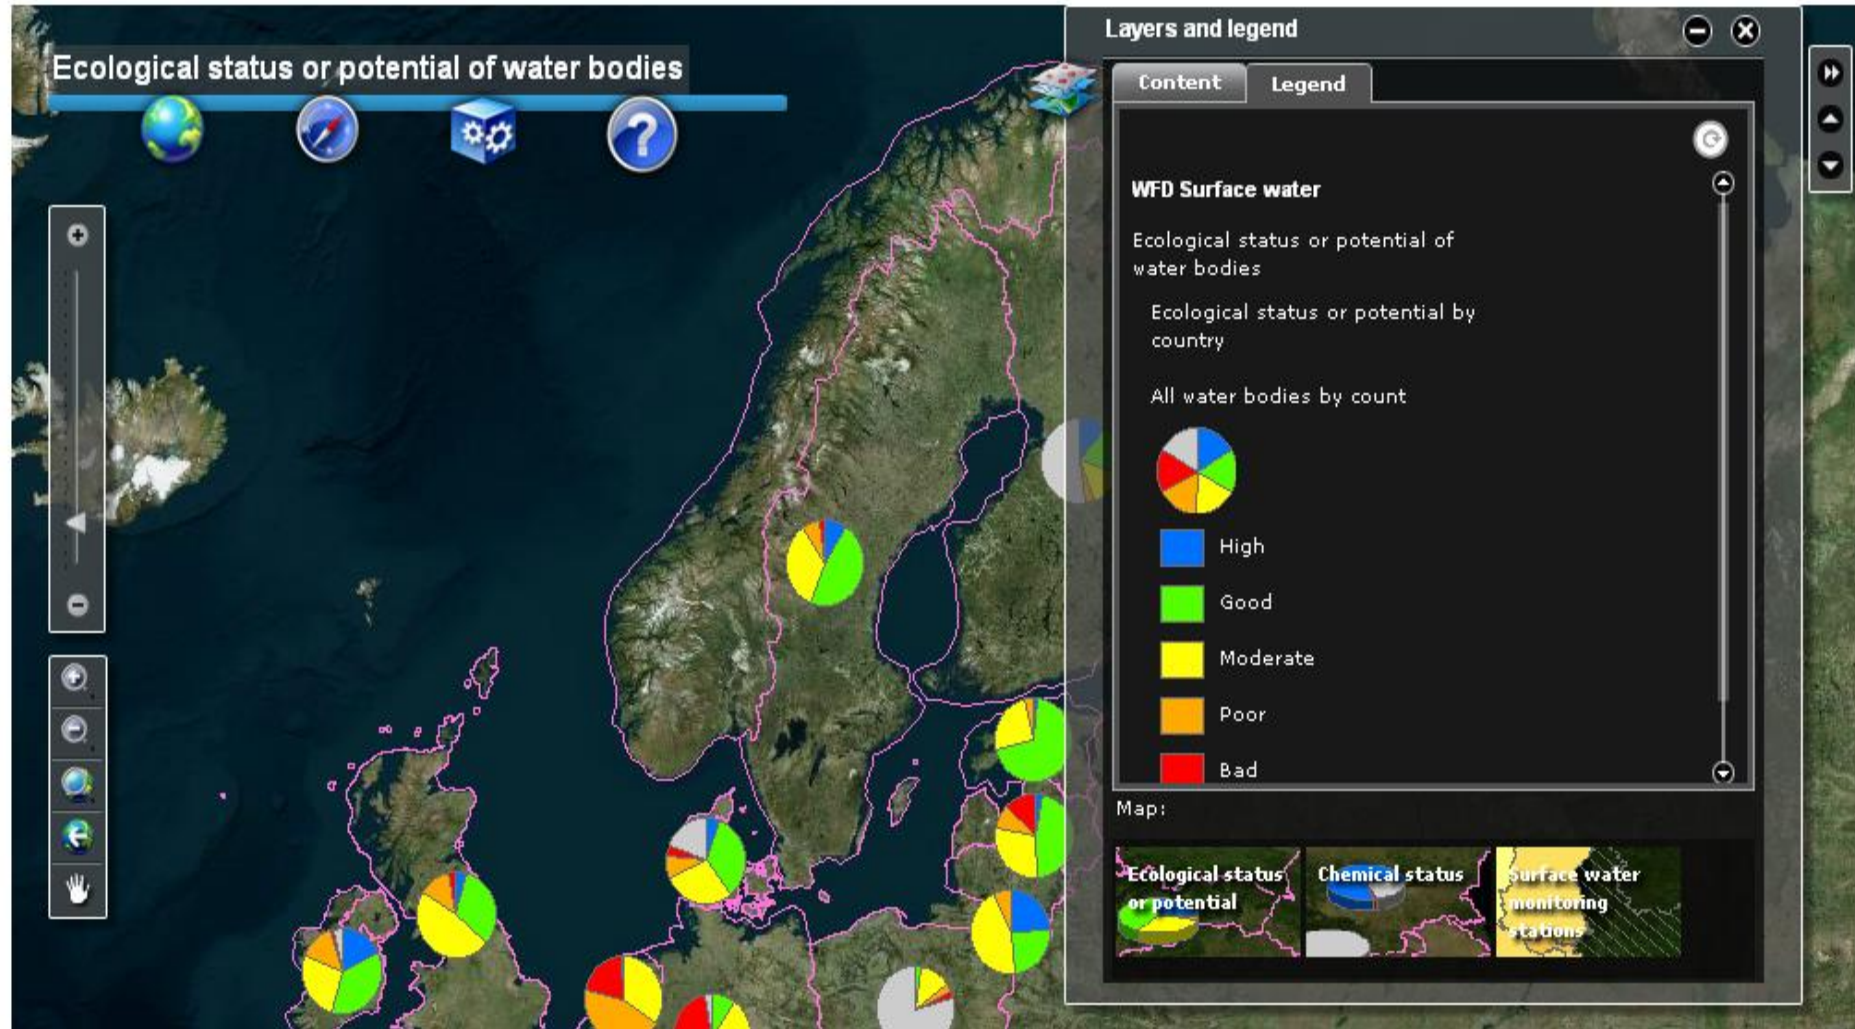 Ecological status or potential of water bodies
Layers and legend
Content
Legend
WFD Surface water
Ecological status or potential of
water bodies
Ecological status or potential by
country
All water bodies by count
High
Good
Moderate
Poor
Bad
Map:
Ecological status
or potential
Chemical status
Surface water
monitoring
stations